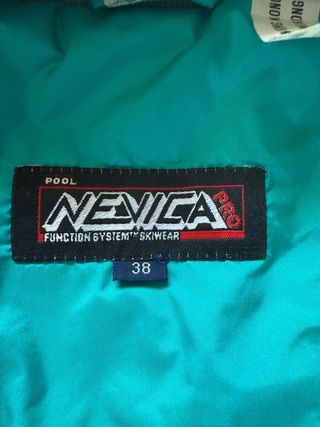 POOL
NEVICA PRO
FUNCTION SYSTEM™ SKIWEAR
38